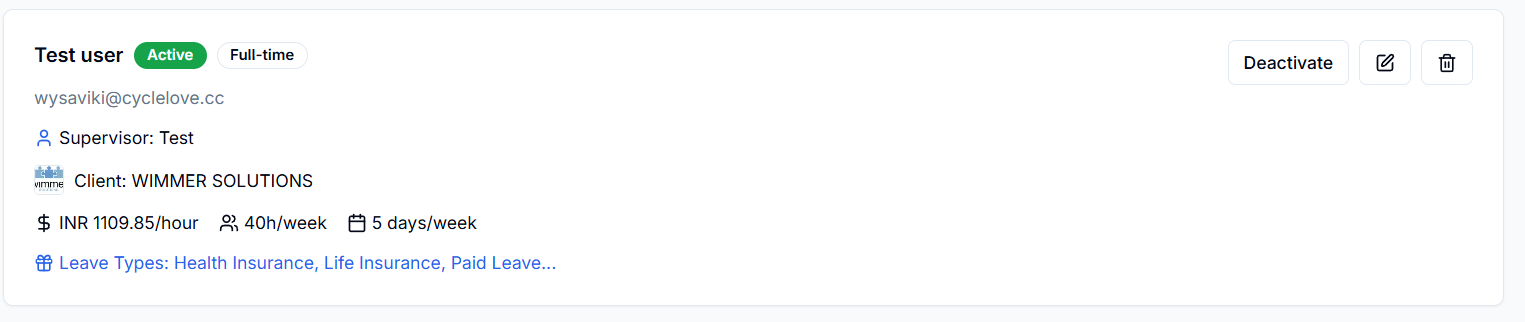 Test user Active Full-time Deactivate
wysaviki@cyclelove.cc
Supervisor: Test
Client: WIMMER SOLUTIONS
INR 1109.85/hour 40h/week 5 days/week
Leave Types: Health Insurance, Life Insurance, Paid Leave...